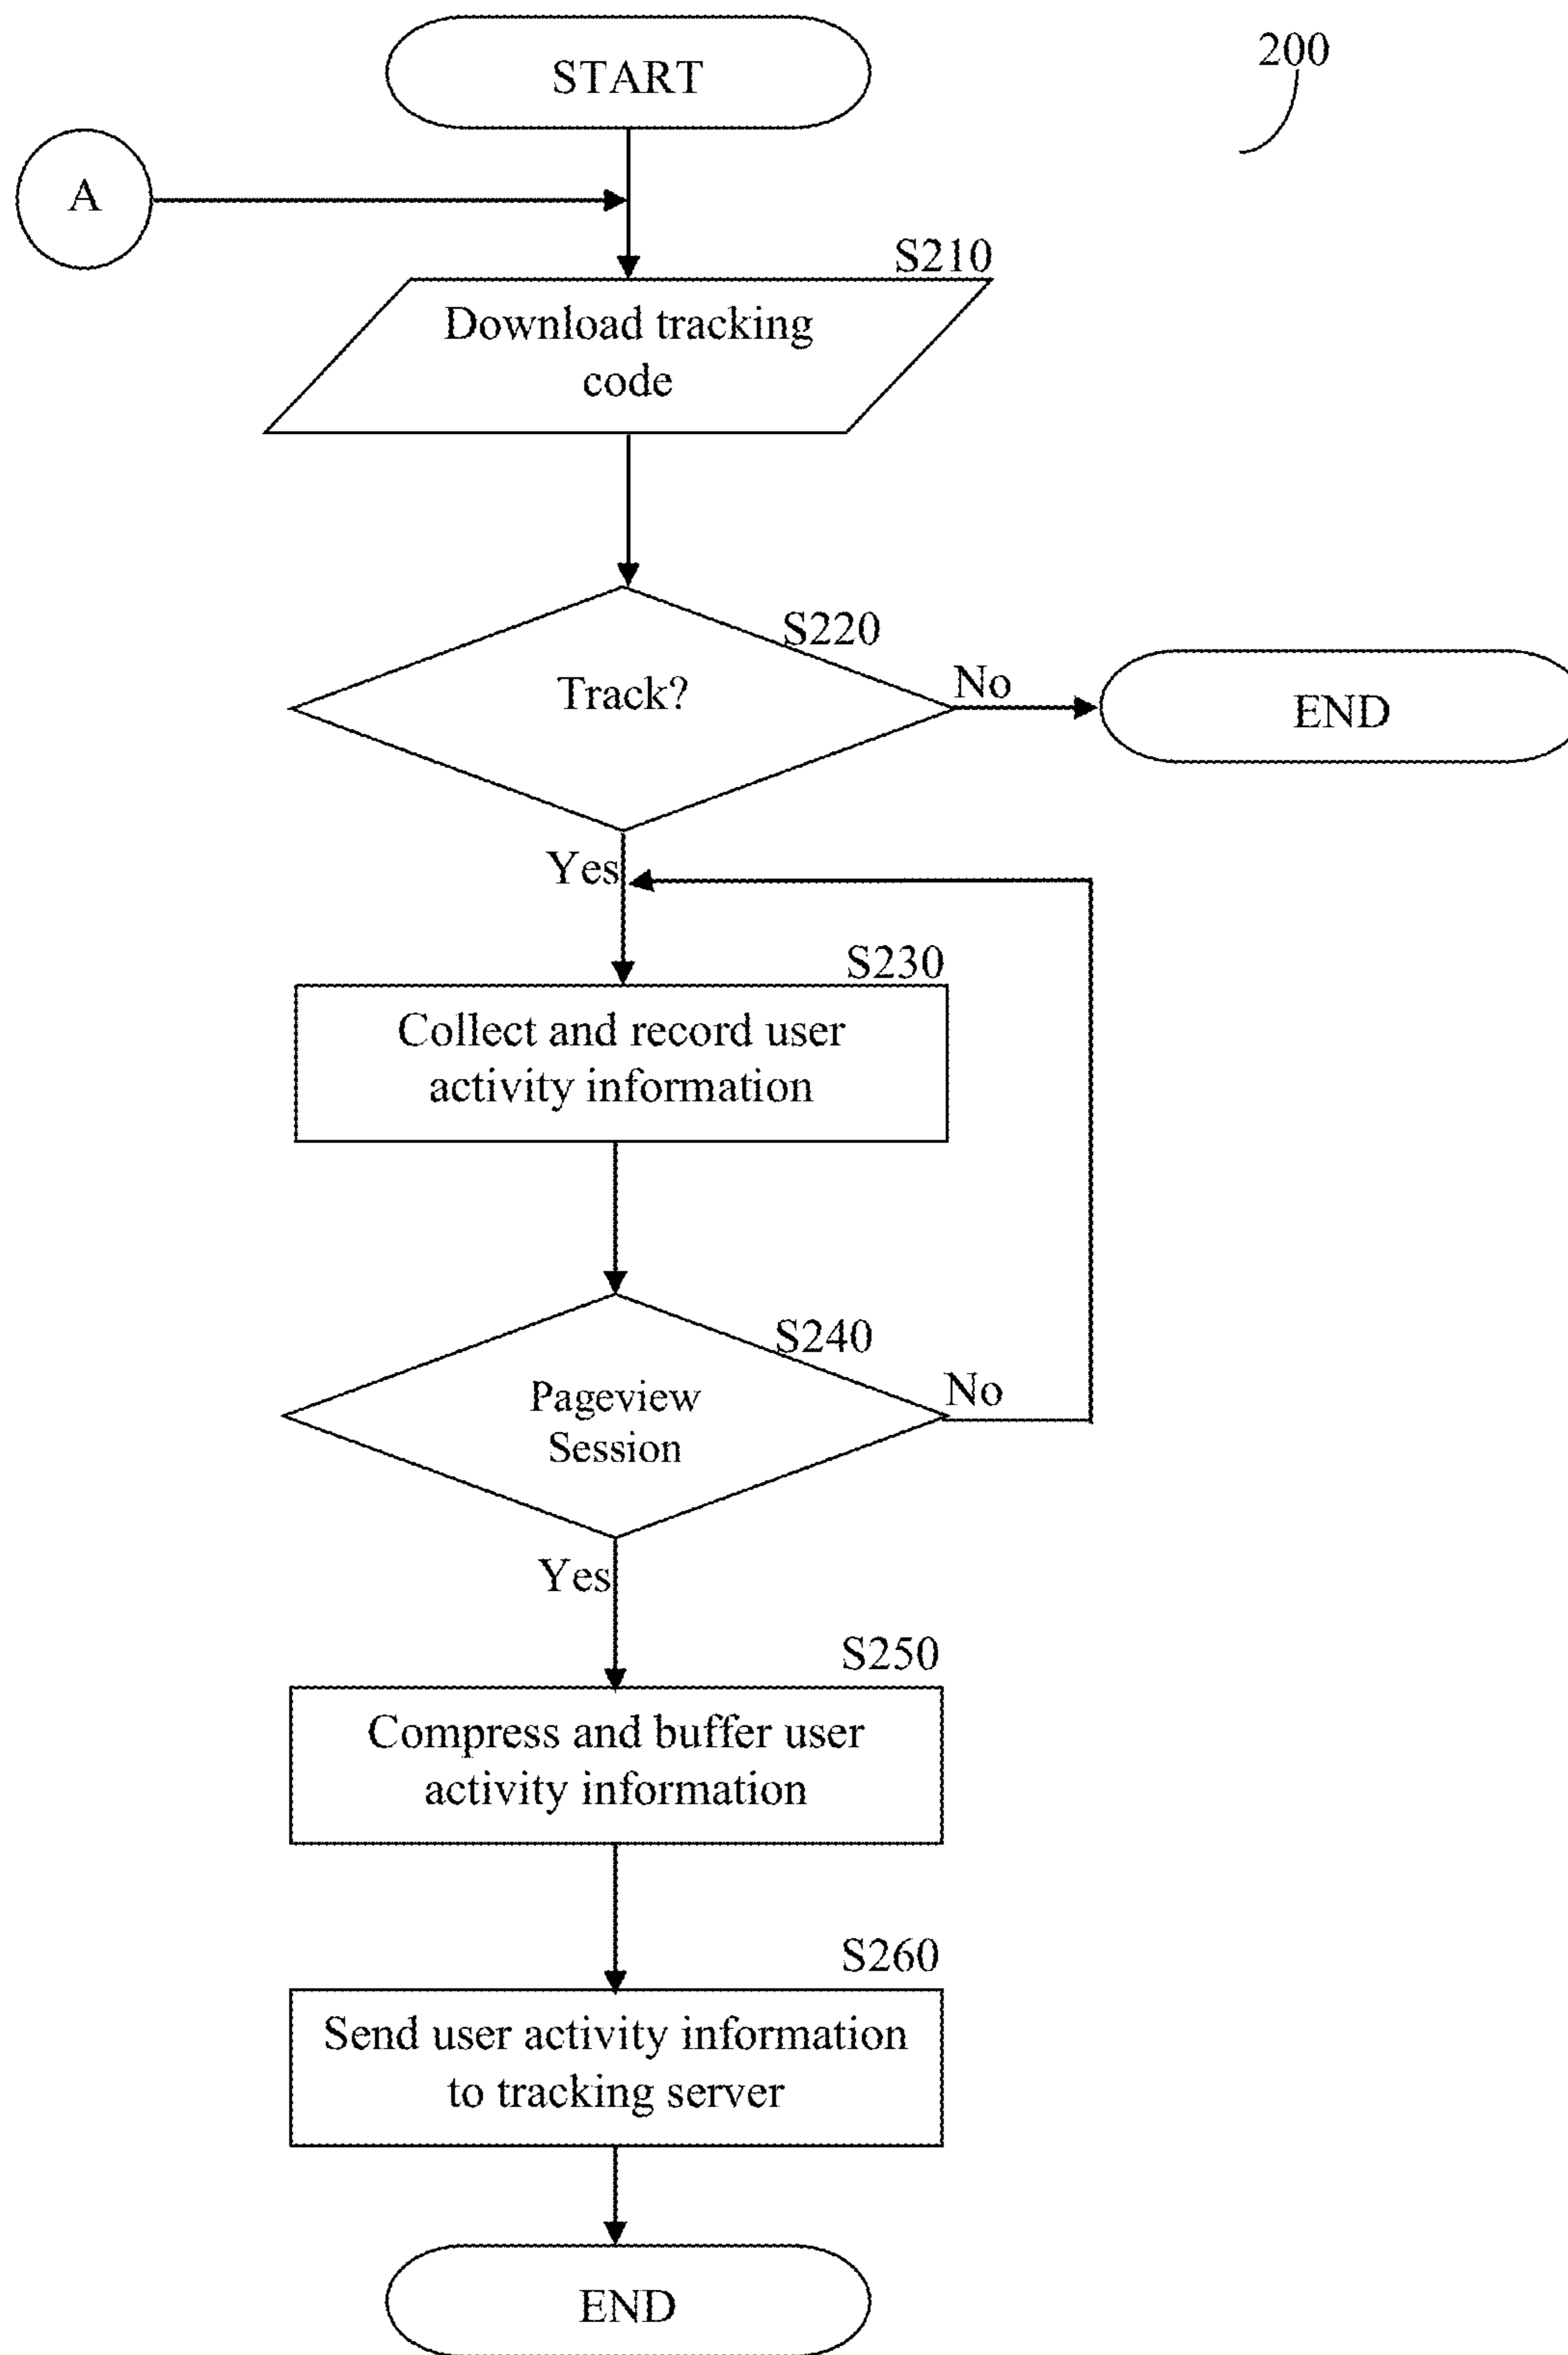 START
200
A
S210
Download tracking
code
S220
Track?
No
END
Yes
S230
Collect and record user
activity information
S240
Pageview
Session
No
Yes
S250
Compress and buffer user
activity information
S260
Send user activity information
to tracking server
END